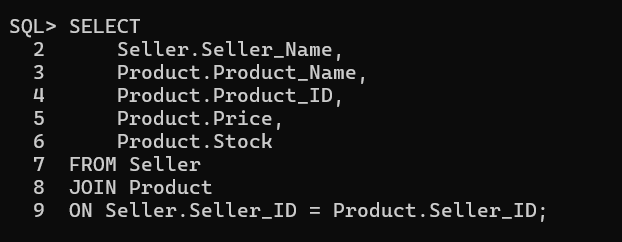 SQL> SELECT
  2      Seller.Seller_Name,
  3      Product.Product_Name,
  4      Product.Product_ID,
  5      Product.Price,
  6      Product.Stock
  7  FROM Seller
  8  JOIN Product
  9  ON Seller.Seller_ID = Product.Seller_ID;